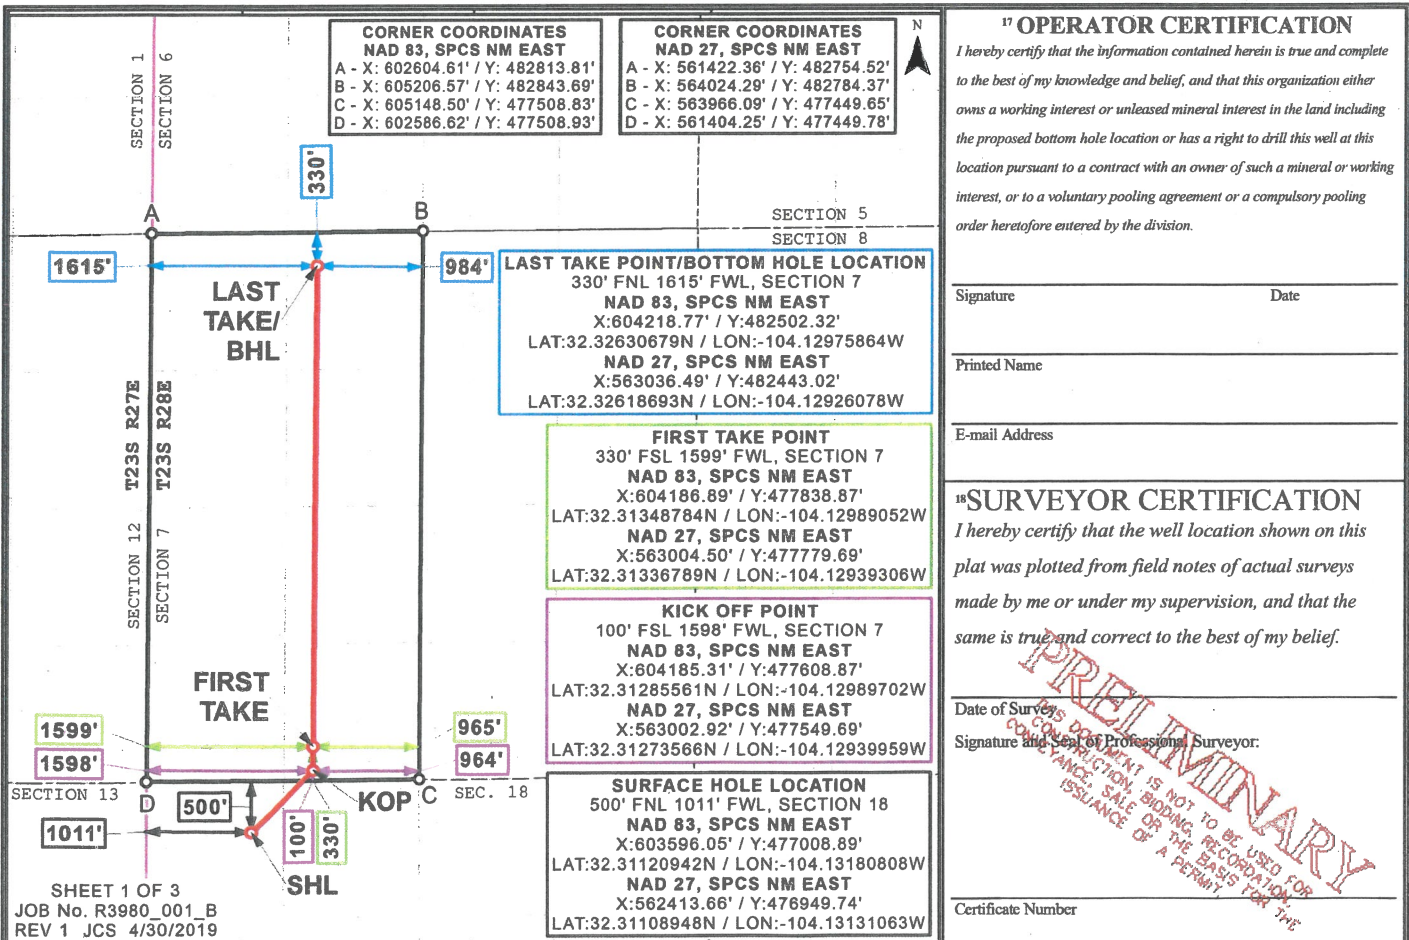 CORNER COORDINATES
NAD 83, SPCS NM EAST
A - X: 602604.61' / Y: 482813.81'
B - X: 605206.57' / Y: 482843.69'
C - X: 605148.50' / Y: 477508.83'
D - X: 602586.62' / Y: 477508.93'
CORNER COORDINATES
NAD 27, SPCS NM EAST
A - X: 561422.36' / Y: 482754.52'
B - X: 564024.29' / Y: 482784.37'
C - X: 563966.09' / Y: 477449.65'
D - X: 561404.25' / Y: 477449.78'
N
SECTION 1
SECTION 6
330'
A
B
SECTION 5
SECTION 8
1615'
984'
LAST
TAKE/
BHL
T23S R27E
T23S R28E
SECTION 12
SECTION 7
LAST TAKE POINT/BOTTOM HOLE LOCATION
330' FNL 1615' FWL, SECTION 7
NAD 83, SPCS NM EAST
X:604218.77' / Y:482502.32'
LAT:32.32630679N / LON:-104.12975864W
NAD 27, SPCS NM EAST
X:563036.49' / Y:482443.02'
LAT:32.32618693N / LON:-104.12926078W
FIRST TAKE POINT
330' FSL 1599' FWL, SECTION 7
NAD 83, SPCS NM EAST
X:604186.89' / Y:477838.87'
LAT:32.31348784N / LON:-104.12989052W
NAD 27, SPCS NM EAST
X:563004.50' / Y:477779.69'
LAT:32.31336789N / LON:-104.12939306W
KICK OFF POINT
100' FSL 1598' FWL, SECTION 7
NAD 83, SPCS NM EAST
X:604185.31' / Y:477608.87'
LAT:32.31285561N / LON:-104.12989702W
NAD 27, SPCS NM EAST
X:563002.92' / Y:477549.69'
LAT:32.31273566N / LON:-104.12939959W
SURFACE HOLE LOCATION
500' FNL 1011' FWL, SECTION 18
NAD 83, SPCS NM EAST
X:603596.05' / Y:477008.89'
LAT:32.31120942N / LON:-104.13180808W
NAD 27, SPCS NM EAST
X:562413.66' / Y:476949.74'
LAT:32.31108948N / LON:-104.13131063W
FIRST
TAKE
1599'
965'
1598'
964'
SECTION 13
D
KOP
C
SEC. 18
500'
1011'
100'
330'
SHL
SHEET 1 OF 3
JOB No. R3980_001_B
REV 1 JCS 4/30/2019
17 OPERATOR CERTIFICATION
I hereby certify that the information contained herein is true and complete
to the best of my knowledge and belief, and that this organization either
owns a working interest or unleased mineral interest in the land including
the proposed bottom hole location or has a right to drill this well at this
location pursuant to a contract with an owner of such a mineral or working
interest, or to a voluntary pooling agreement or a compulsory pooling
order heretofore entered by the division.
Signature Date
Printed Name
E-mail Address
18 SURVEYOR CERTIFICATION
I hereby certify that the well location shown on this
plat was plotted from field notes of actual surveys
made by me or under my supervision, and that the
same is true and correct to the best of my belief.
Date of Survey
Signature and Seal of Professional Surveyor:
PRELIMINARY
THIS DOCUMENT IS NOT TO BE USED FOR
CONSTRUCTION, BIDDING, RECORDATION,
CONVEYANCE, SALE OR THE BASIS FOR THE
ISSUANCE OF A PERMIT.
Certificate Number